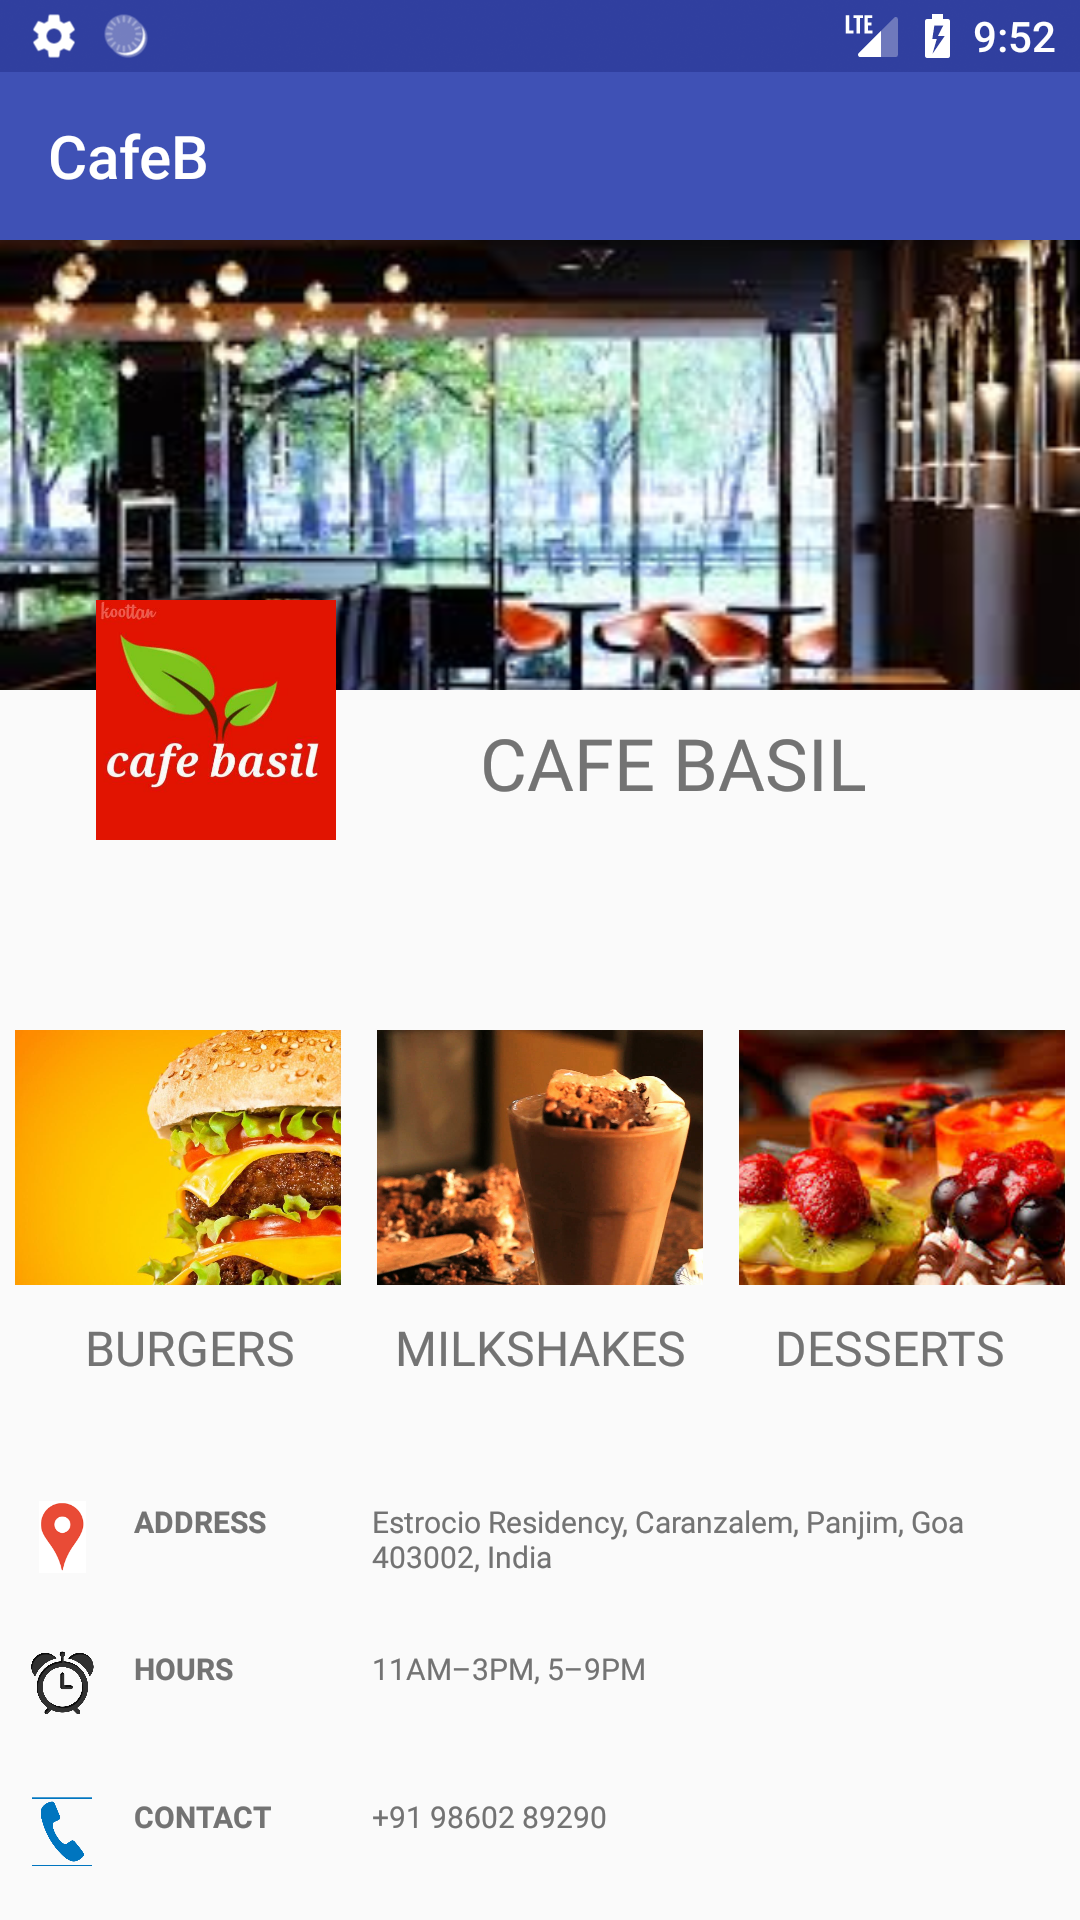 LTE 9:52
CafeB
koottan
cafe basil
CAFE BASIL
BURGERS
MILKSHAKES
DESSERTS
ADDRESS
Estrocio Residency, Caranzalem, Panjim, Goa
403002, India
HOURS
11AM–3PM, 5–9PM
CONTACT
+91 98602 89290